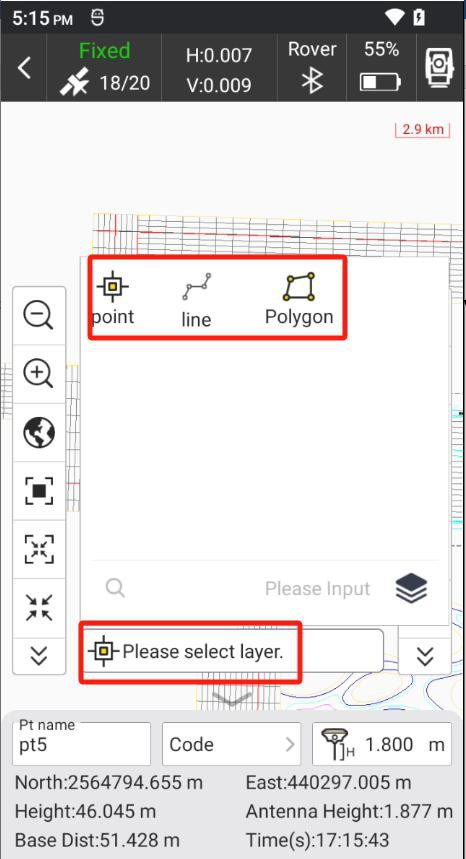 5:15 PM
Fixed
18/20
H:0.007
V:0.009
Rover
55%
2.9 km
point
line
Polygon
Please Input
Please select layer.
Pt name
pt5
Code
H
1.800 m
North:2564794.655 m
East:440297.005 m
Height:46.045 m
Antenna Height:1.877 m
Base Dist:51.428 m
Time(s):17:15:43